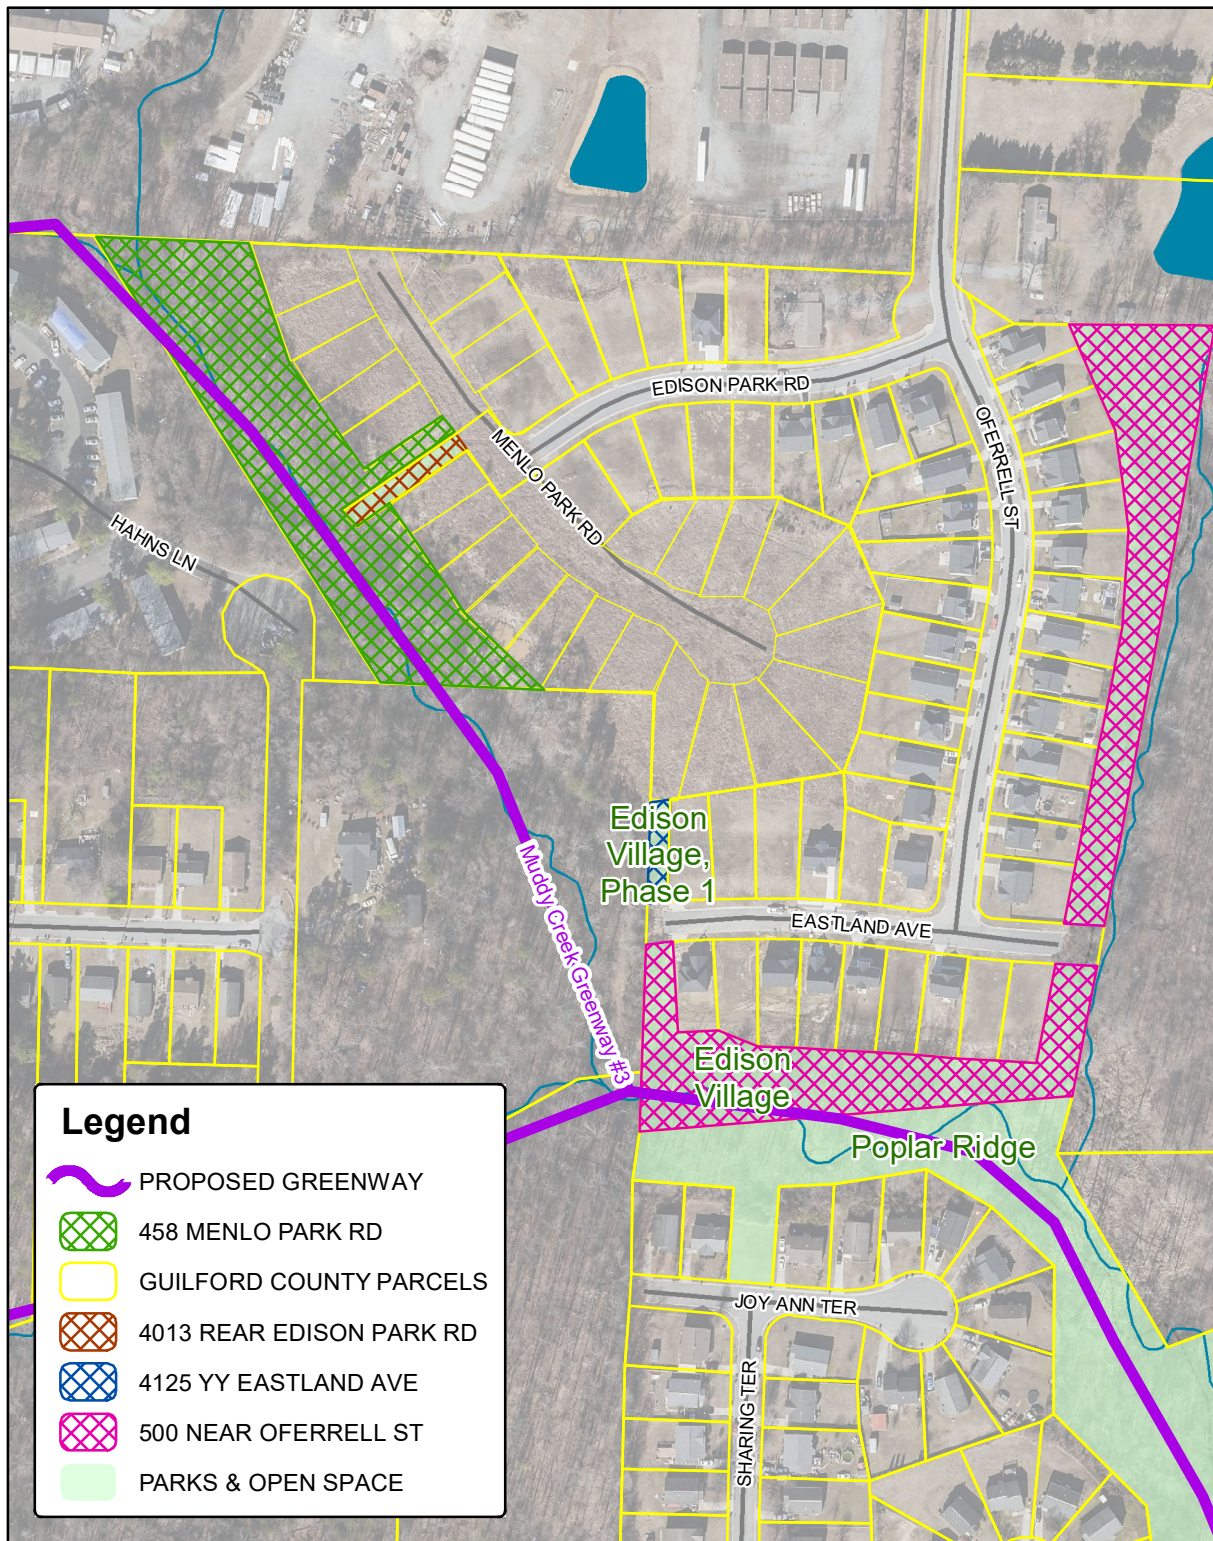 EDISON PARK RD
MENLO PARK RD
OFERRELL ST
HAHNS LN
Edison
Village,
Phase 1
EASTLAND AVE
Muddy Creek Greenway #3
Edison
Village
Poplar Ridge
JOY ANN TER
SHARING TER
Legend
PROPOSED GREENWAY
458 MENLO PARK RD
GUILFORD COUNTY PARCELS
4013 REAR EDISON PARK RD
4125 YY EASTLAND AVE
500 NEAR OFERRELL ST
PARKS & OPEN SPACE